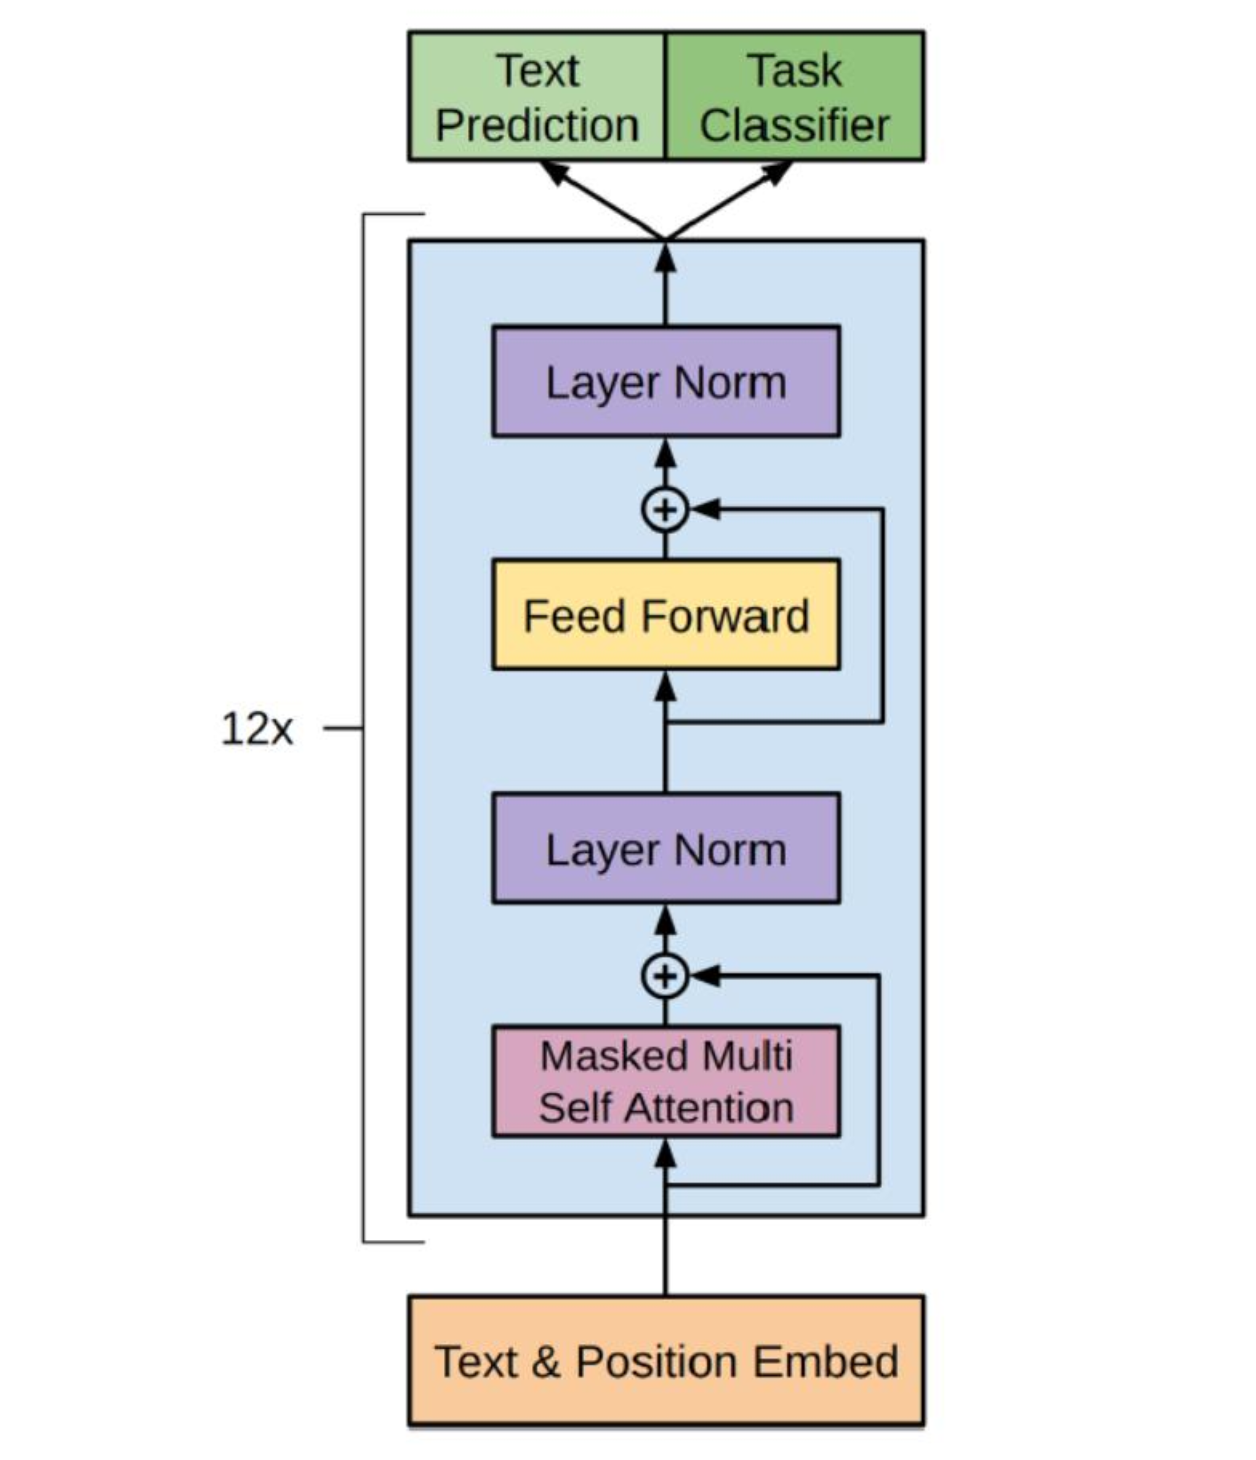 Text
Prediction
Task
Classifier
Layer Norm
Feed Forward
12x
Layer Norm
Masked Multi
Self Attention
Text & Position Embed